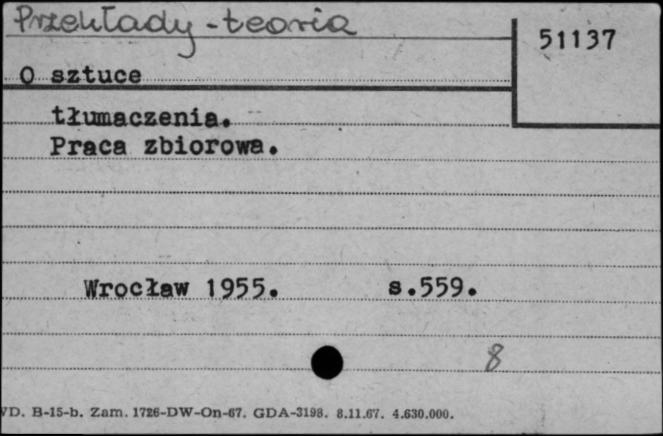 Przekłady - teoria
51137
O sztuce
tłumaczenia.
Praca zbiorowa.
Wrocław 1955. s.559.
8
WD. B-15-b. Zam. 1726-DW-On-67. GDA-3198. 8.11.67. 4.630.000.